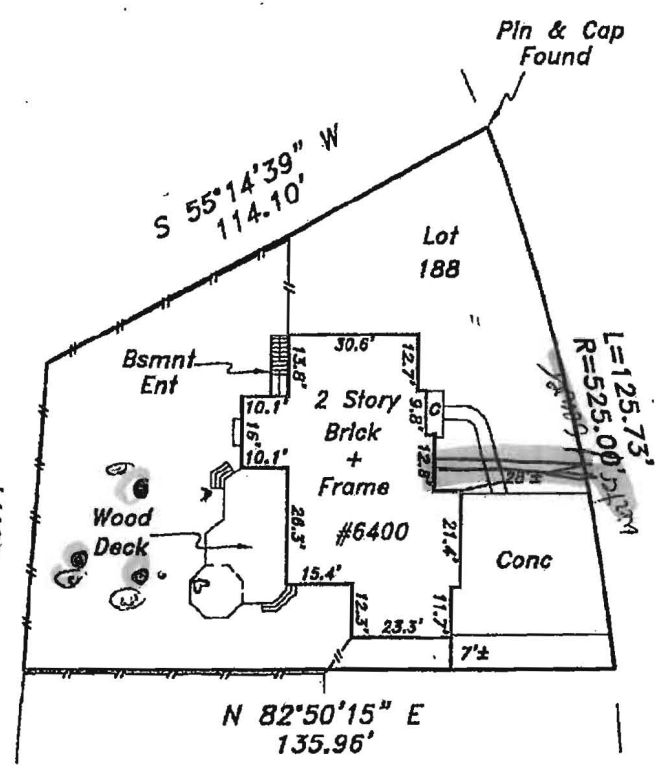 Pin & Cap
Found
S 55°14'39" W
114.10'
Lot
188
L=125.73'
R=525.00'
Bsmnt
Ent
30.6'
13.8'
12.7'
10.1'
9.8'
C
16'
10.1'
2 Story
Brick
+
Frame
#6400
12.8'
28'±
Wood
Deck
28.3'
21.4'
Conc
15.4'
12.3'
23.3'
11.7'
7'±
N 82°50'15" E
135.96'